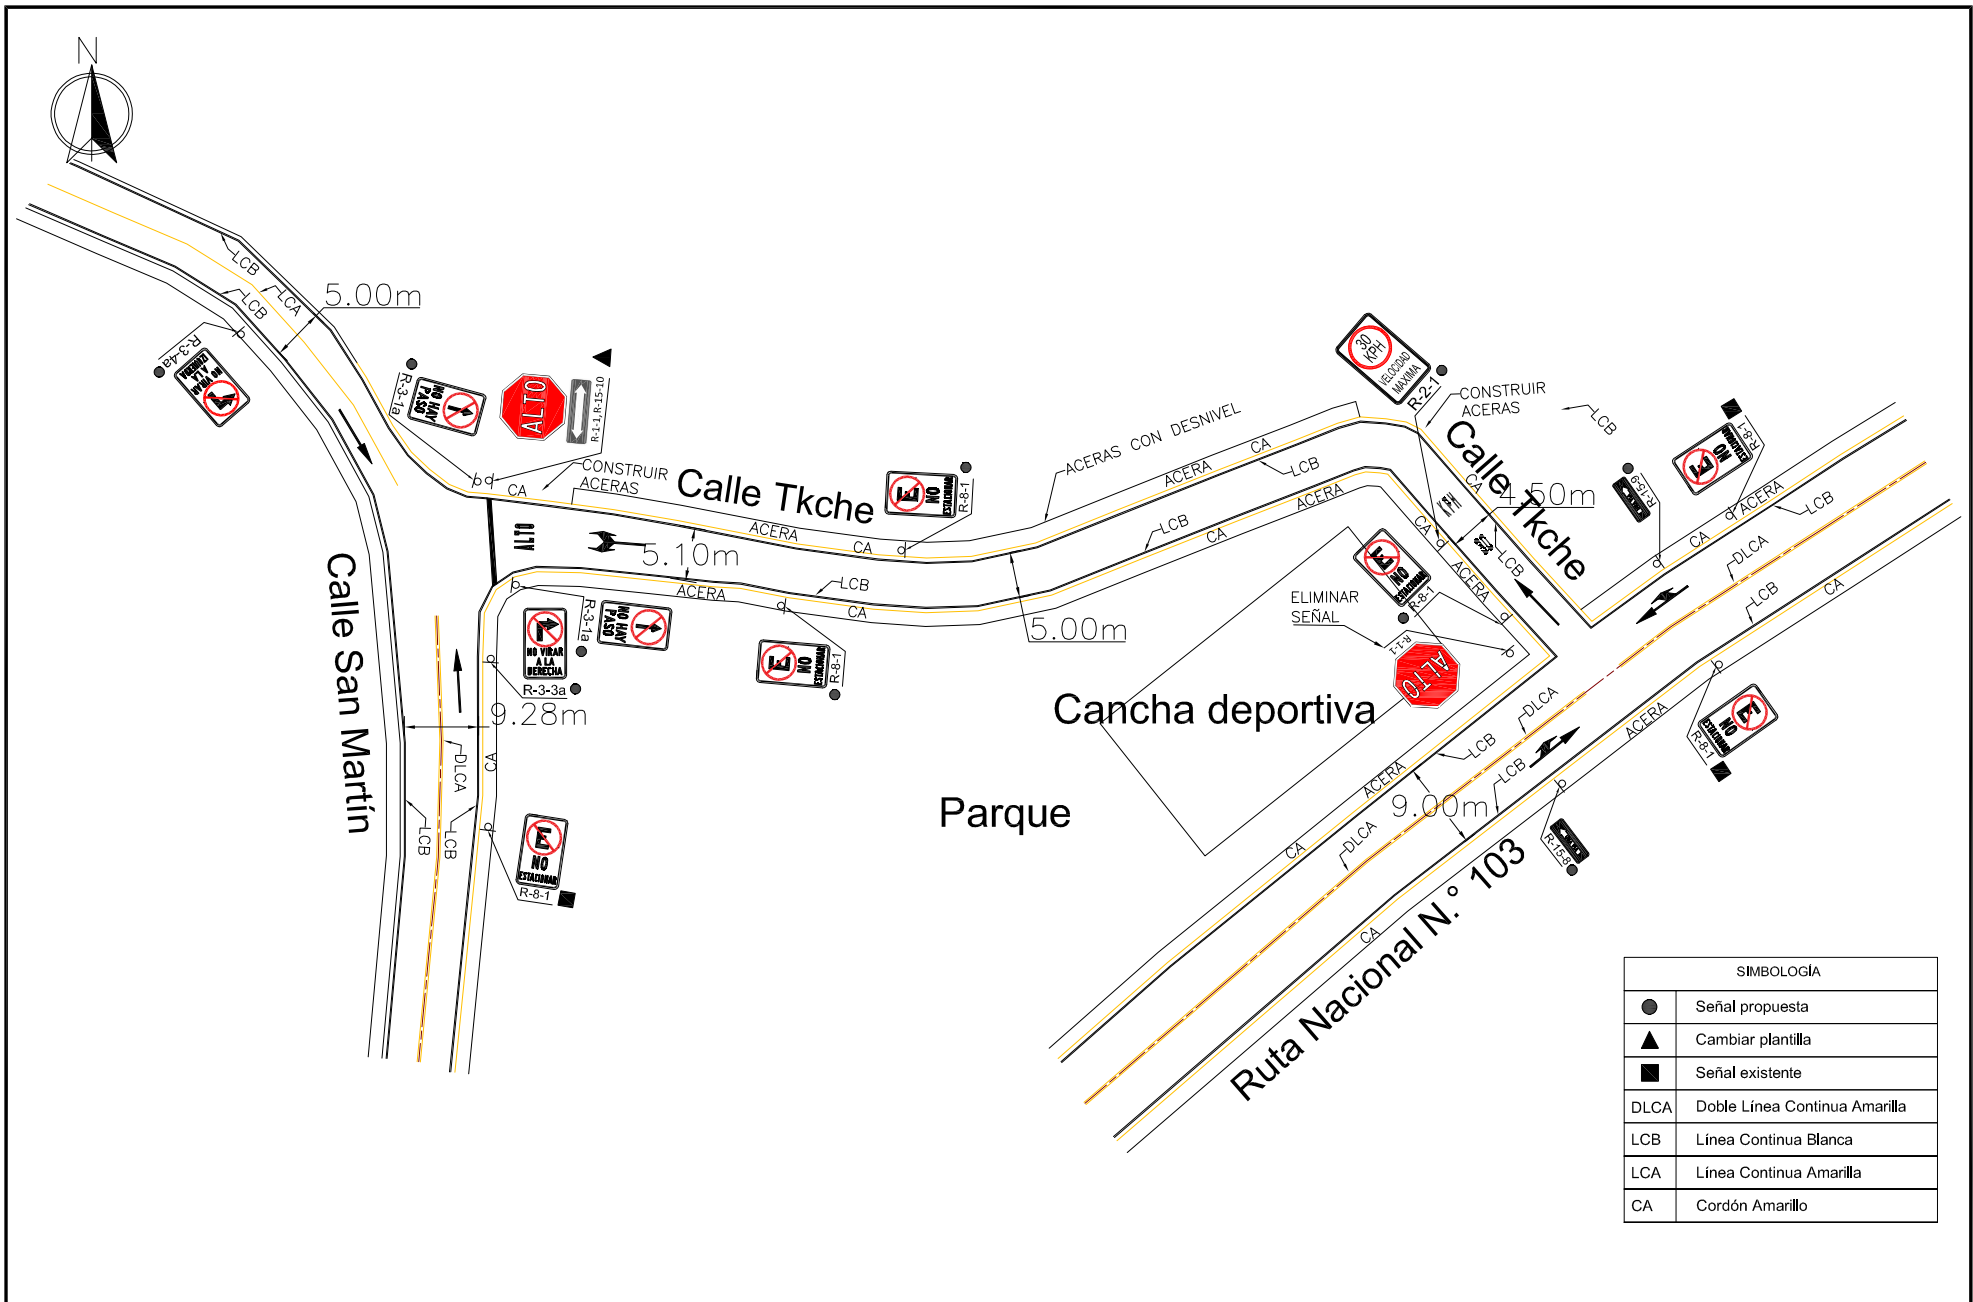 N
LCB
LCA
LCB
5.00m
R-3-4a
NO VIRAR
A LA
IZQUIERDA
R-3-1a
NO HAY
PASO
ALTO
R-1-1, R-15-10
CONSTRUIR
ACERAS
CA
Calle Tkche
ALTO
ACERA
5.10m
CA
NO
ESTACIONAR
R-8-1
ACERAS CON DESNIVEL
ACERA
CA
LCB
ACERA
LCB
CA
5.00m
30
KPH
VELOCIDAD
MAXIMA
R-2-1
CONSTRUIR
ACERAS
LCB
Calle Tkche
CA
4.50m
LCB
CA
ACERA
NO
ESTACIONAR
R-8-1
R-15-9
NO
ESTACIONAR
R-8-1
ACERA
LCB
CA
DLCA
LCB
CA
ELIMINAR
SEÑAL
R-1-1
ALTO
Calle San Martín
R-3-1a
NO HAY
PASO
NO VIRAR
A LA
DERECHA
R-3-3a
ACERA
LCB
CA
NO
ESTACIONAR
R-8-1
9.28m
DLCA
CA
LCB
LCB
NO
ESTACIONAR
R-8-1
Cancha deportiva
Parque
DLCA
LCB
ACERA
LCB
ACERA
9.00m
DLCA
CA
CA
NO
ESTACIONAR
R-8-1
R-15-8
Ruta Nacional N.° 103
SIMBOLOGÍA
Señal propuesta
Cambiar plantilla
Señal existente
DLCA Doble Línea Continua Amarilla
LCB Línea Continua Blanca
LCA Línea Continua Amarilla
CA Cordón Amarillo